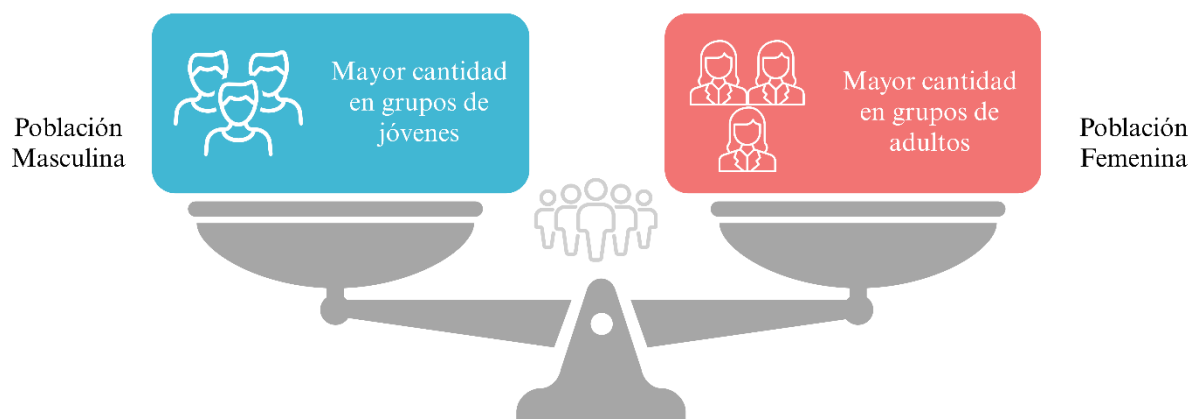 Población
Masculina
Mayor cantidad
en grupos de
jóvenes
Mayor cantidad
en grupos de
adultos
Población
Femenina